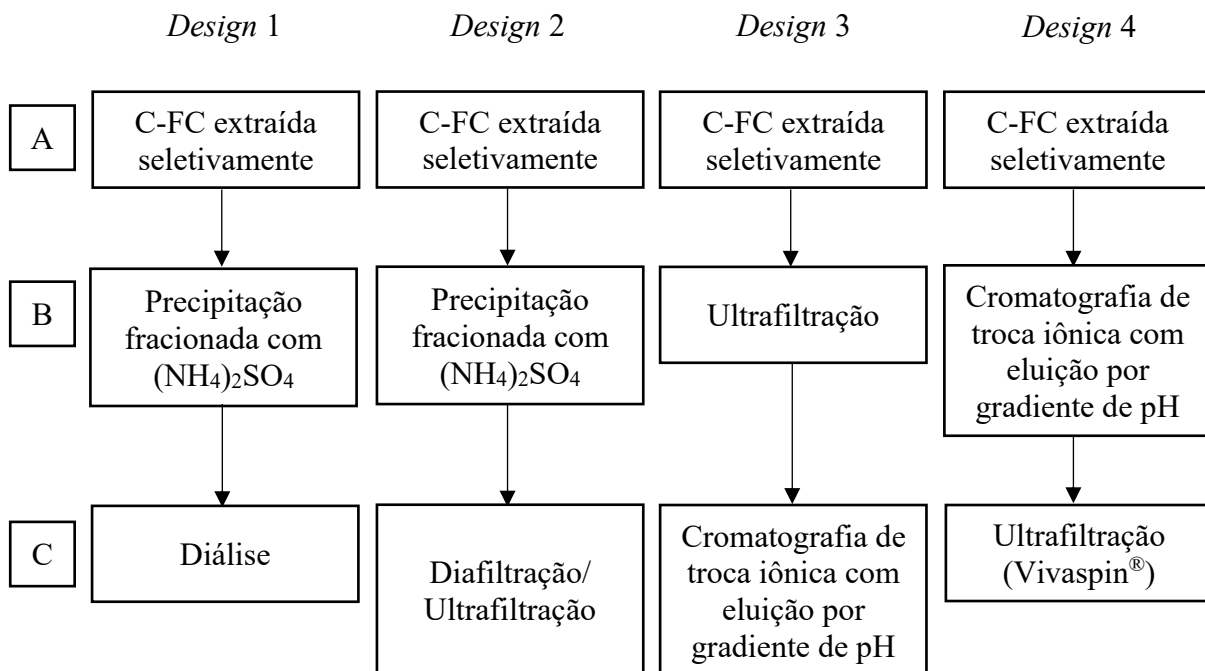 Design 1 Design 2 Design 3 Design 4
A
C-FC extraída
seletivamente
C-FC extraída
seletivamente
C-FC extraída
seletivamente
C-FC extraída
seletivamente
B
Precipitação
fracionada com
(NH₄)₂SO₄
Precipitação
fracionada com
(NH₄)₂SO₄
Ultrafiltração
Cromatografia de
troca iônica com
eluição por
gradiente de pH
C
Diálise
Diafiltração/
Ultrafiltração
Cromatografia de
troca iônica com
eluição por
gradiente de pH
Ultrafiltração
(Vivaspin®)